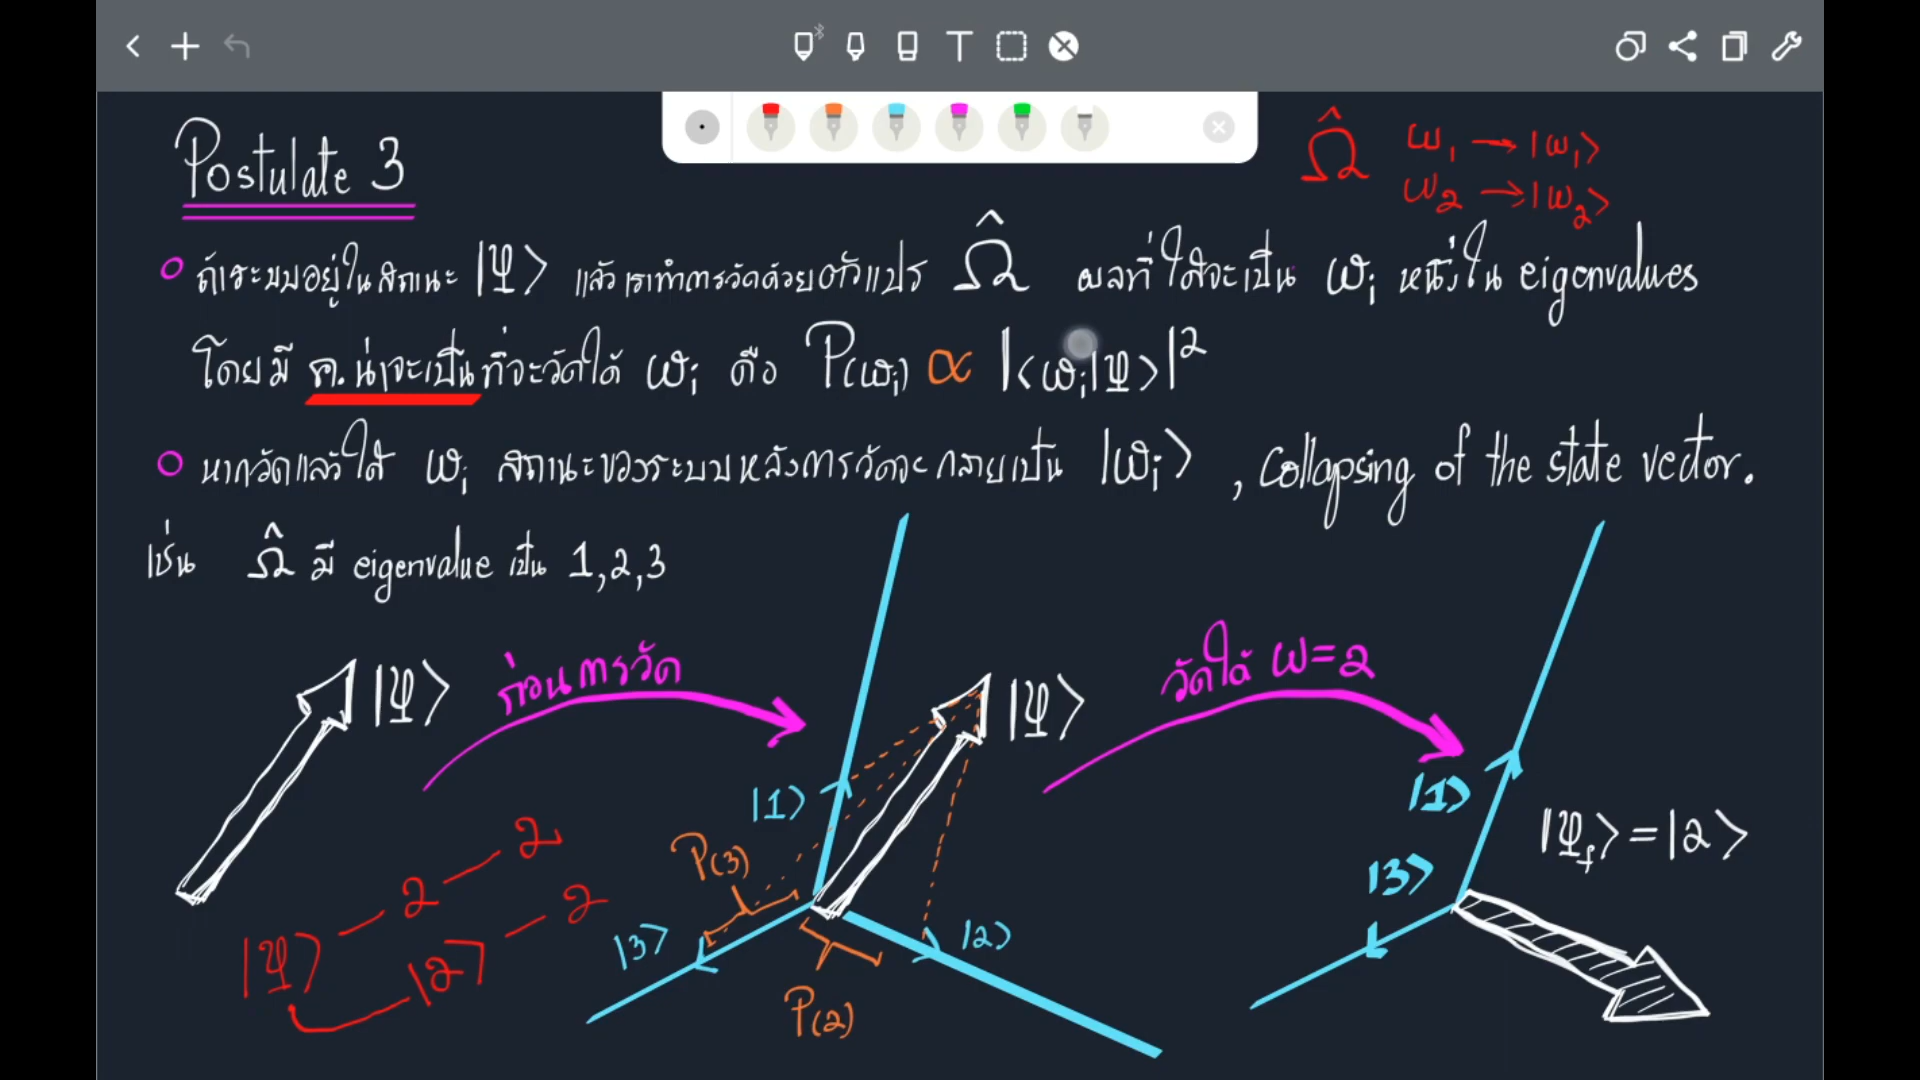 Postulate 3
Ω̂ ω₁ → |ω₁⟩
ω₂ → |ω₂⟩
ถ้าระบบอยู่ในสถานะ |Ψ⟩ แล้วเราทำการวัดด้วยตัวแปร Ω̂ ผลที่ได้จะเป็น ωᵢ หนึ่งใน eigenvalues
โดยมี ค.น่าจะเป็นที่จะวัดได้ ωᵢ คือ P(ωᵢ) ∝ |⟨ωᵢ|Ψ⟩|²
หากวัดแล้วได้ ωᵢ สถานะของระบบหลังการวัดจะกลายเป็น |ωᵢ⟩ , Collapsing of the state vector.
เช่น Ω̂ มี eigenvalue เป็น 1,2,3
|Ψ⟩ ก่อนการวัด |Ψ⟩ วัดได้ ω=2
|1⟩ |1⟩
P(3) |3⟩ |Ψf⟩=|2⟩
|3⟩ |2⟩
P(2)
|Ψ⟩ — 2 — 2
|2⟩ — 2